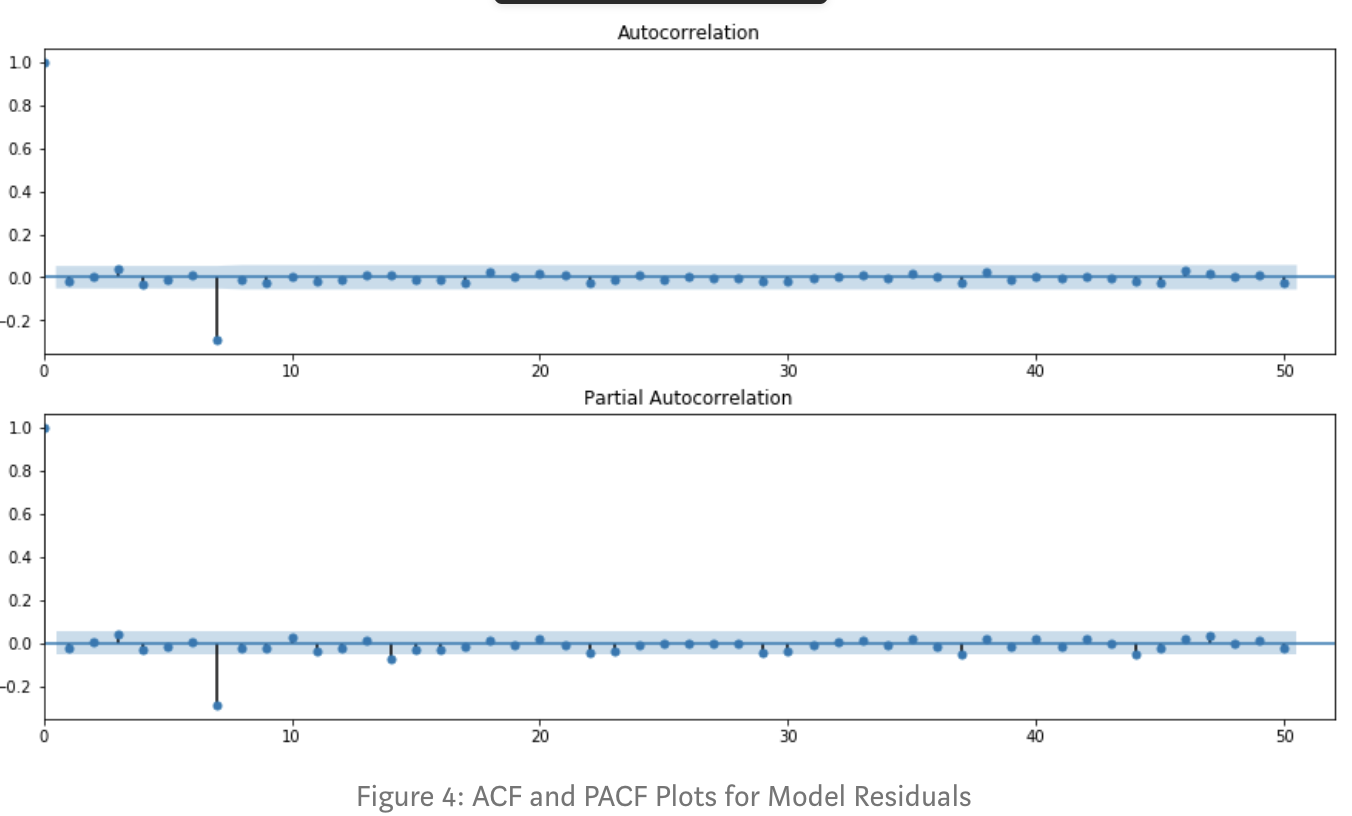 Autocorrelation
1.0
0.8
0.6
0.4
0.2
0.0
−0.2
0 10 20 30 40 50
Partial Autocorrelation
1.0
0.8
0.6
0.4
0.2
0.0
−0.2
0 10 20 30 40 50
Figure 4: ACF and PACF Plots for Model Residuals